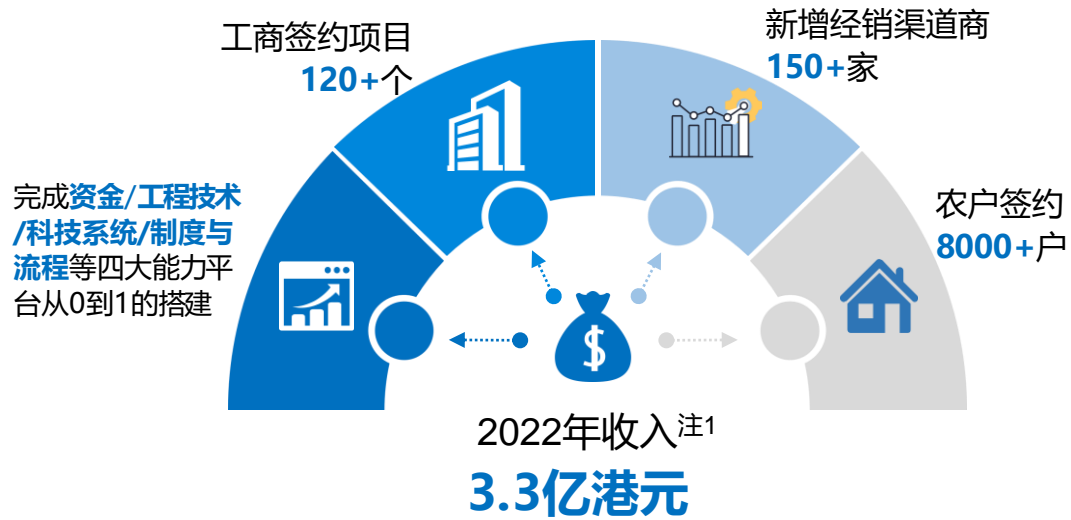 工商签约项目
120+个
新增经销渠道商
150+家
完成资金/工程技术
/科技系统/制度与
流程等四大能力平
台从0到1的搭建
农户签约
8000+户
$
2022年收入注1
3.3亿港元